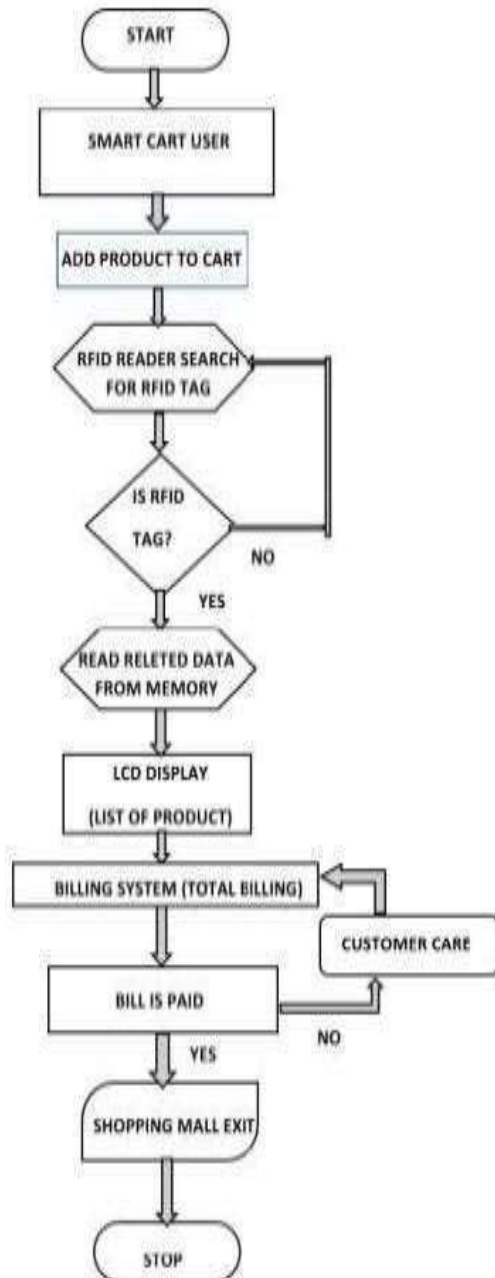 START
SMART CART USER
ADD PRODUCT TO CART
RFID READER SEARCH
FOR RFID TAG
IS RFID
TAG?
NO
YES
READ RELETED DATA
FROM MEMORY
LCD DISPLAY
(LIST OF PRODUCT)
BILLING SYSTEM (TOTAL BILLING)
CUSTOMER CARE
BILL IS PAID
NO
YES
SHOPPING MALL EXIT
STOP